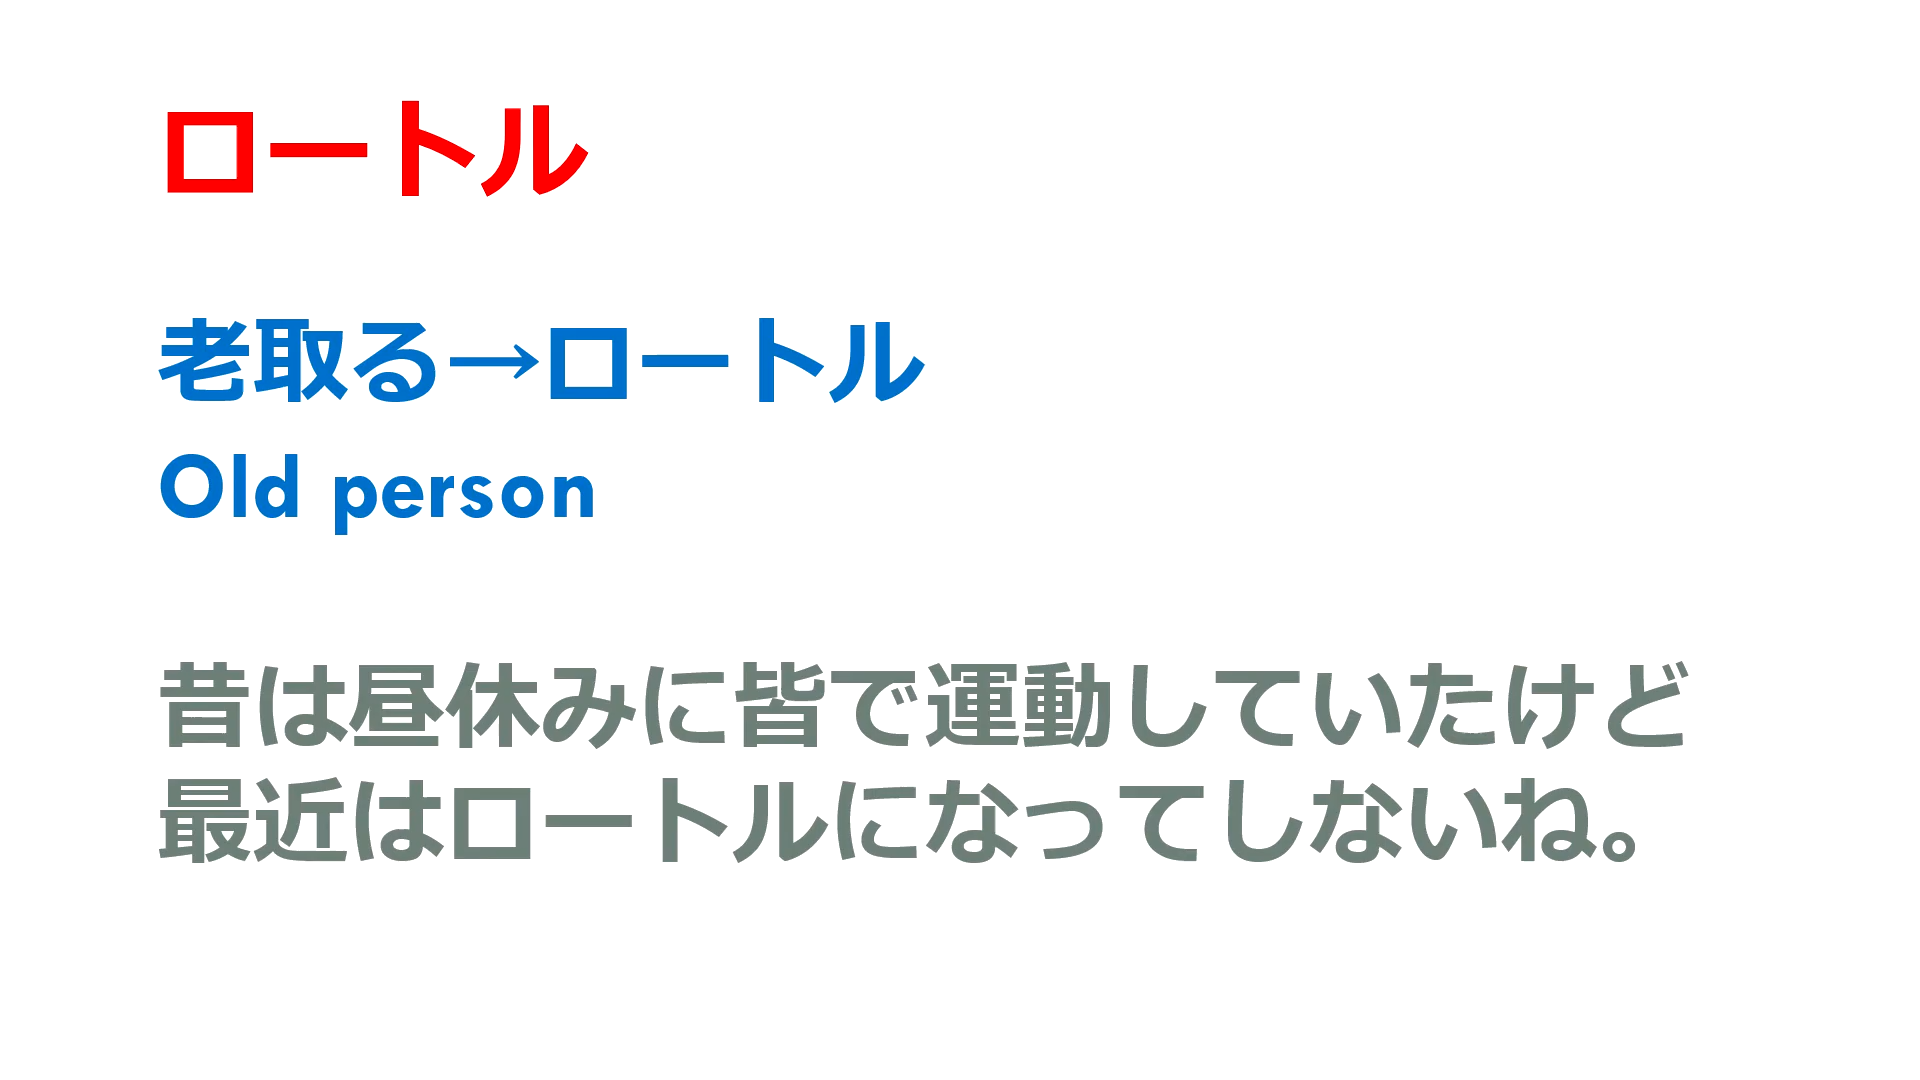 ロートル
老取る→ロートル
Old person
昔は昼休みに皆で運動していたけど
最近はロートルになってしないね。